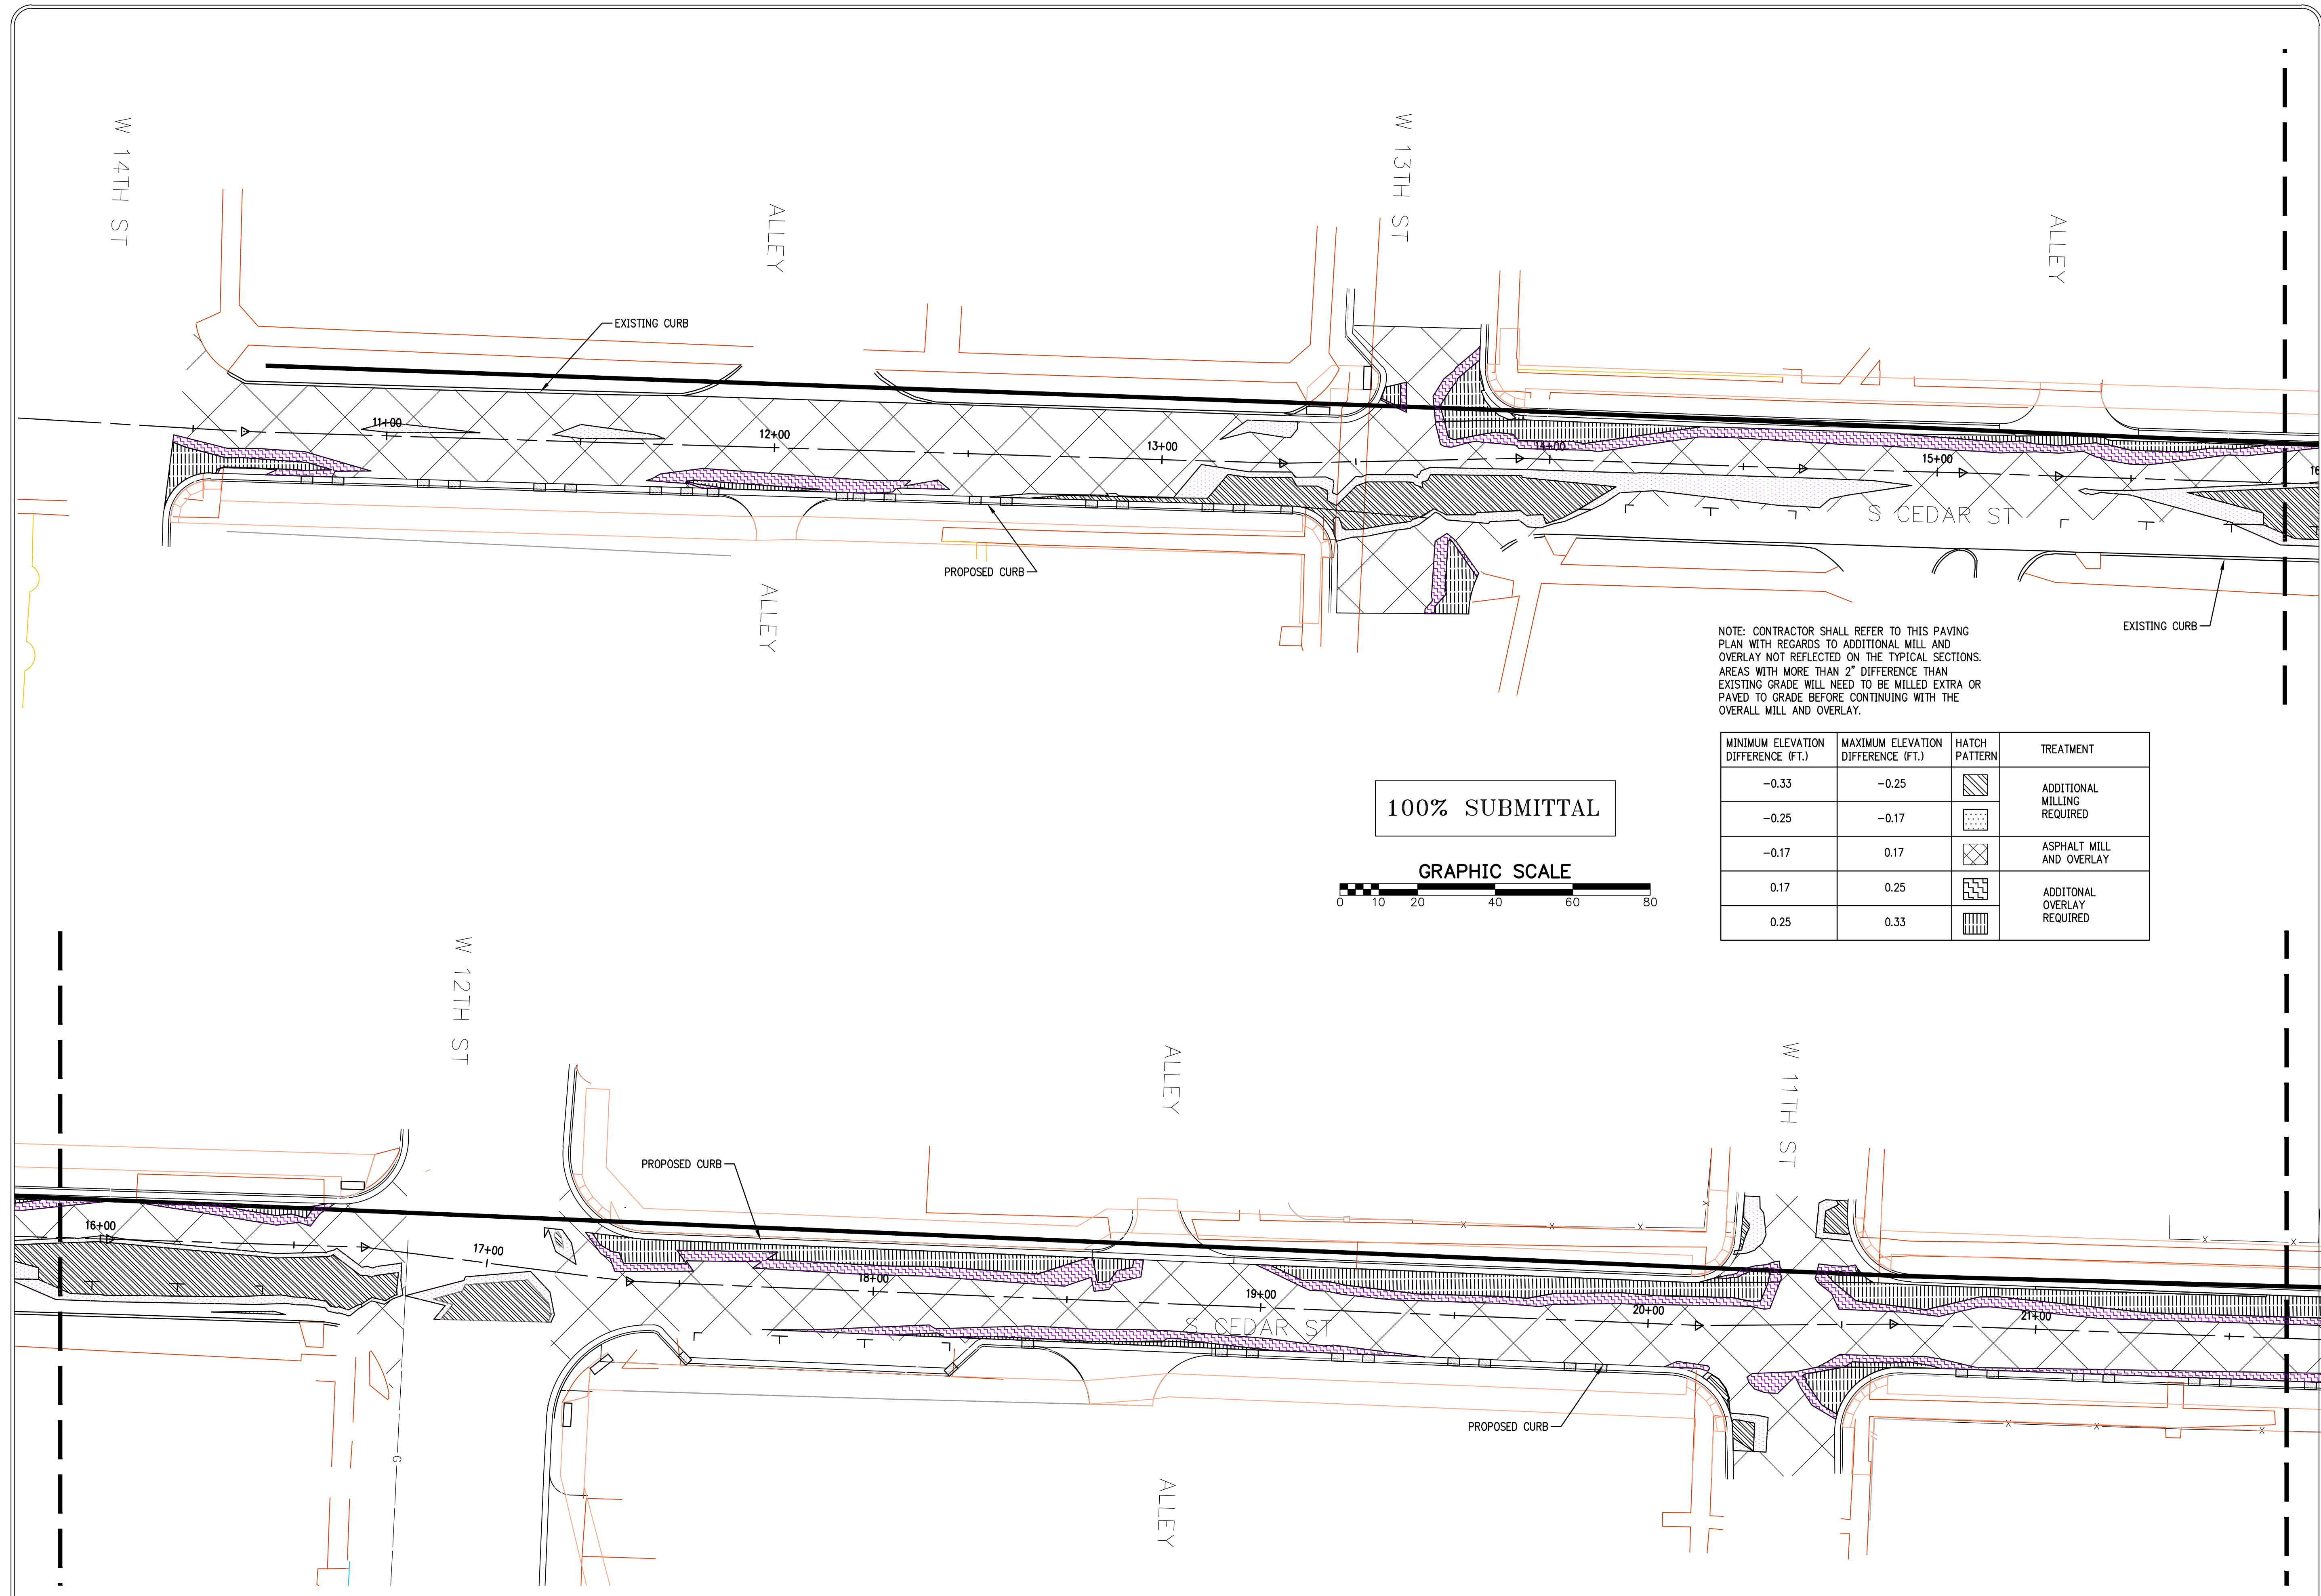 W 14TH ST
ALLEY
W 13TH ST
ALLEY
EXISTING CURB
11+00
12+00
13+00
14+00
15+00
S CEDAR ST
PROPOSED CURB
ALLEY
EXISTING CURB
NOTE: CONTRACTOR SHALL REFER TO THIS PAVING
PLAN WITH REGARDS TO ADDITIONAL MILL AND
OVERLAY NOT REFLECTED ON THE TYPICAL SECTIONS.
AREAS WITH MORE THAN 2" DIFFERENCE THAN
EXISTING GRADE WILL NEED TO BE MILLED EXTRA OR
PAVED TO GRADE BEFORE CONTINUING WITH THE
OVERALL MILL AND OVERLAY.
MINIMUM ELEVATION
DIFFERENCE (FT.)
MAXIMUM ELEVATION
DIFFERENCE (FT.)
HATCH
PATTERN
TREATMENT
-0.33
-0.25
ADDITIONAL
MILLING
REQUIRED
-0.25
-0.17
-0.17
0.17
ASPHALT MILL
AND OVERLAY
0.17
0.25
ADDITONAL
OVERLAY
REQUIRED
0.25
0.33
100% SUBMITTAL
GRAPHIC SCALE
0 10 20 40 60 80
W 12TH ST
ALLEY
W 11TH ST
PROPOSED CURB
16+00
17+00
18+00
19+00
20+00
21+00
S CEDAR ST
PROPOSED CURB
G
ALLEY